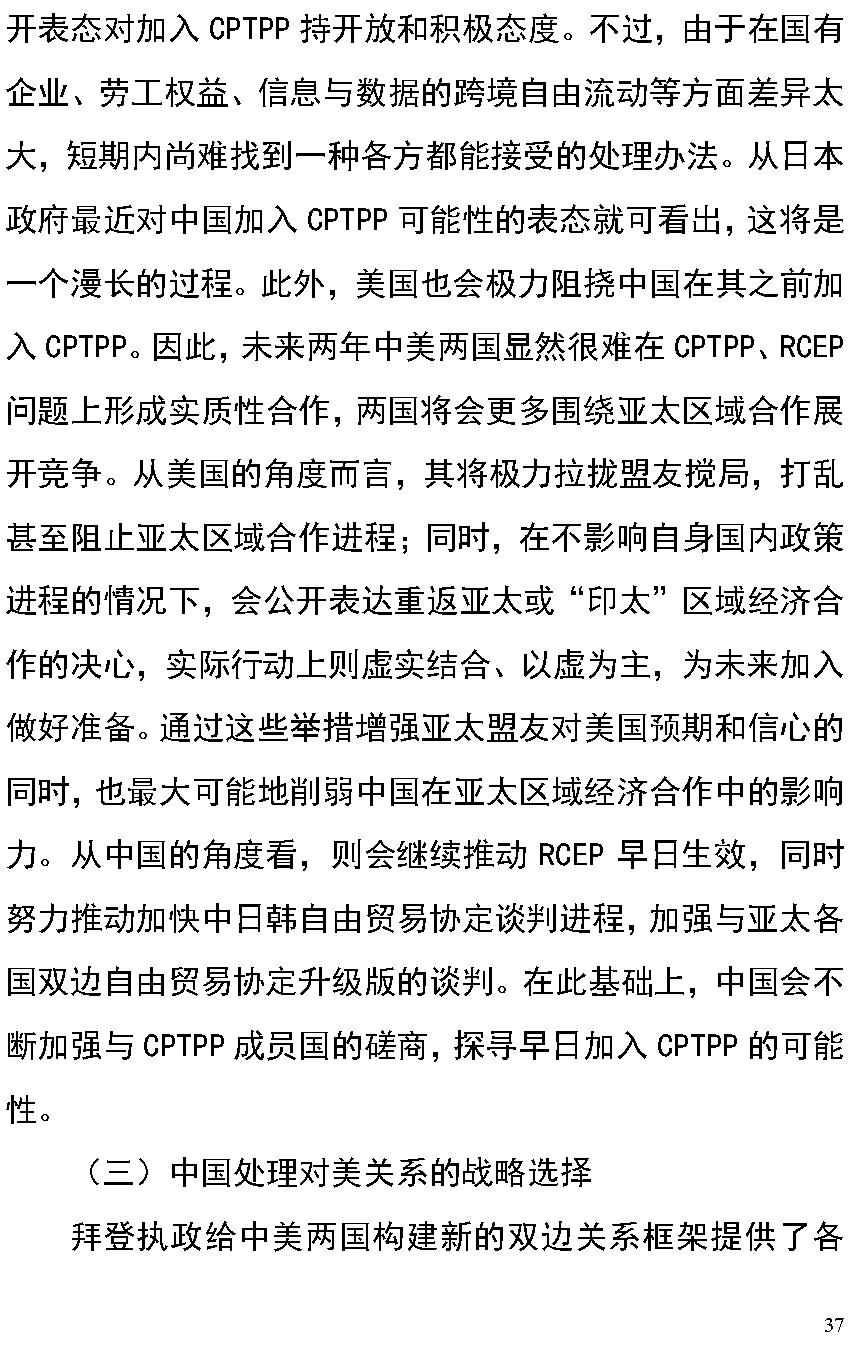 开表态对加入 CPTPP 持开放和积极态度。不过，由于在国有
企业、劳工权益、信息与数据的跨境自由流动等方面差异太
大，短期内尚难找到一种各方都能接受的处理办法。从日本
政府最近对中国加入 CPTPP 可能性的表态就可看出，这将是
一个漫长的过程。此外，美国也会极力阻挠中国在其之前加
入 CPTPP。因此，未来两年中美两国显然很难在 CPTPP、RCEP
问题上形成实质性合作，两国将会更多围绕亚太区域合作展
开竞争。从美国的角度而言，其将极力拉拢盟友搅局，打乱
甚至阻止亚太区域合作进程；同时，在不影响自身国内政策
进程的情况下，会公开表达重返亚太或“印太”区域经济合
作的决心，实际行动上则虚实结合、以虚为主，为未来加入
做好准备。通过这些举措增强亚太盟友对美国预期和信心的
同时，也最大可能地削弱中国在亚太区域经济合作中的影响
力。从中国的角度看，则会继续推动 RCEP 早日生效，同时
努力推动加快中日韩自由贸易协定谈判进程，加强与亚太各
国双边自由贸易协定升级版的谈判。在此基础上，中国会不
断加强与 CPTPP 成员国的磋商，探寻早日加入 CPTPP 的可能
性。
（三）中国处理对美关系的战略选择
拜登执政给中美两国构建新的双边关系框架提供了各
37